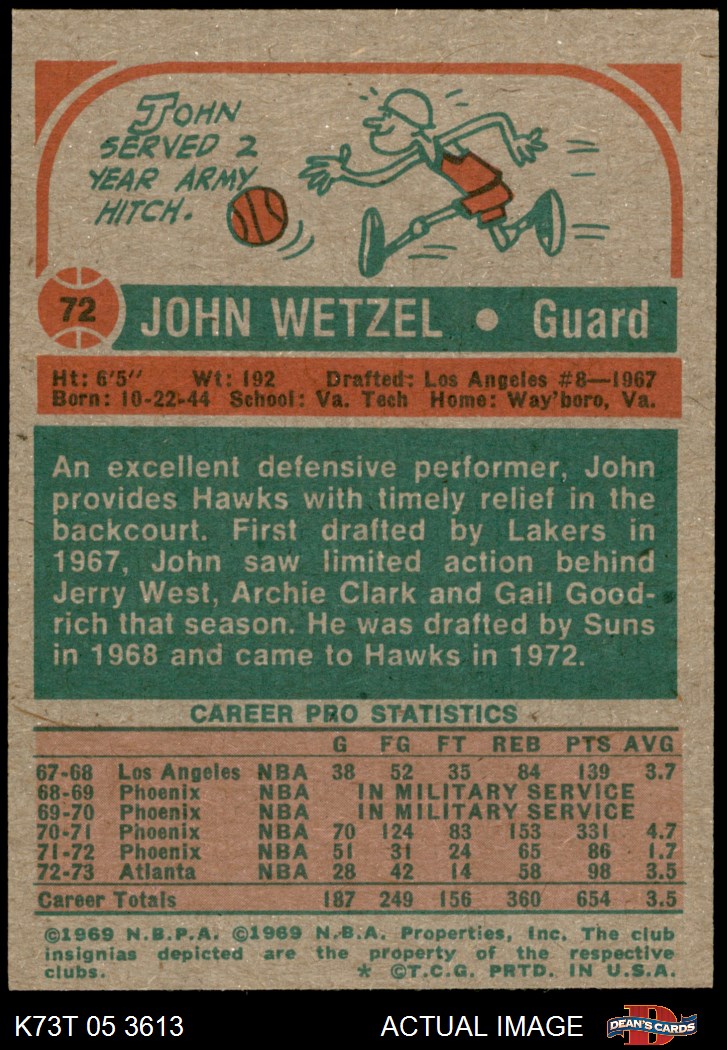 JOHN
SERVED 2
YEAR ARMY
HITCH.
72
JOHN WETZEL • Guard
Ht: 6'5" Wt: 192 Drafted: Los Angeles #8—1967
Born: 10-22-44 School: Va. Tech Home: Way'boro, Va.
An excellent defensive performer, John
provides Hawks with timely relief in the
backcourt. First drafted by Lakers in
1967, John saw limited action behind
Jerry West, Archie Clark and Gail Good-
rich that season. He was drafted by Suns
in 1968 and came to Hawks in 1972.
CAREER PRO STATISTICS
G FG FT REB PTS AVG
67-68 Los Angeles NBA 38 52 35 84 139 3.7
68-69 Phoenix NBA IN MILITARY SERVICE
69-70 Phoenix NBA IN MILITARY SERVICE
70-71 Phoenix NBA 70 124 83 153 331 4.7
71-72 Phoenix NBA 51 31 24 65 86 1.7
72-73 Atlanta NBA 28 42 14 58 98 3.5
Career Totals 187 249 156 360 654 3.5
©1969 N.B.P.A. ©1969 N.B.A. Properties, Inc. The club
insignias depicted are the property of the respective
clubs. * ©T.C.G. PRTD. IN U.S.A.
K73T 05 3613 ACTUAL IMAGE DEAN'S CARDS